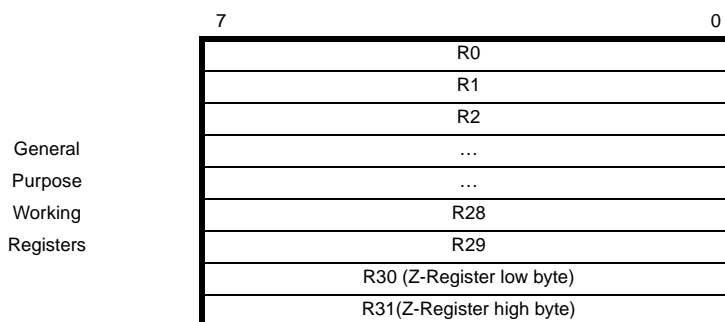 7 0
R0
R1
R2
General …
Purpose …
Working R28
Registers R29
R30 (Z-Register low byte)
R31(Z-Register high byte)